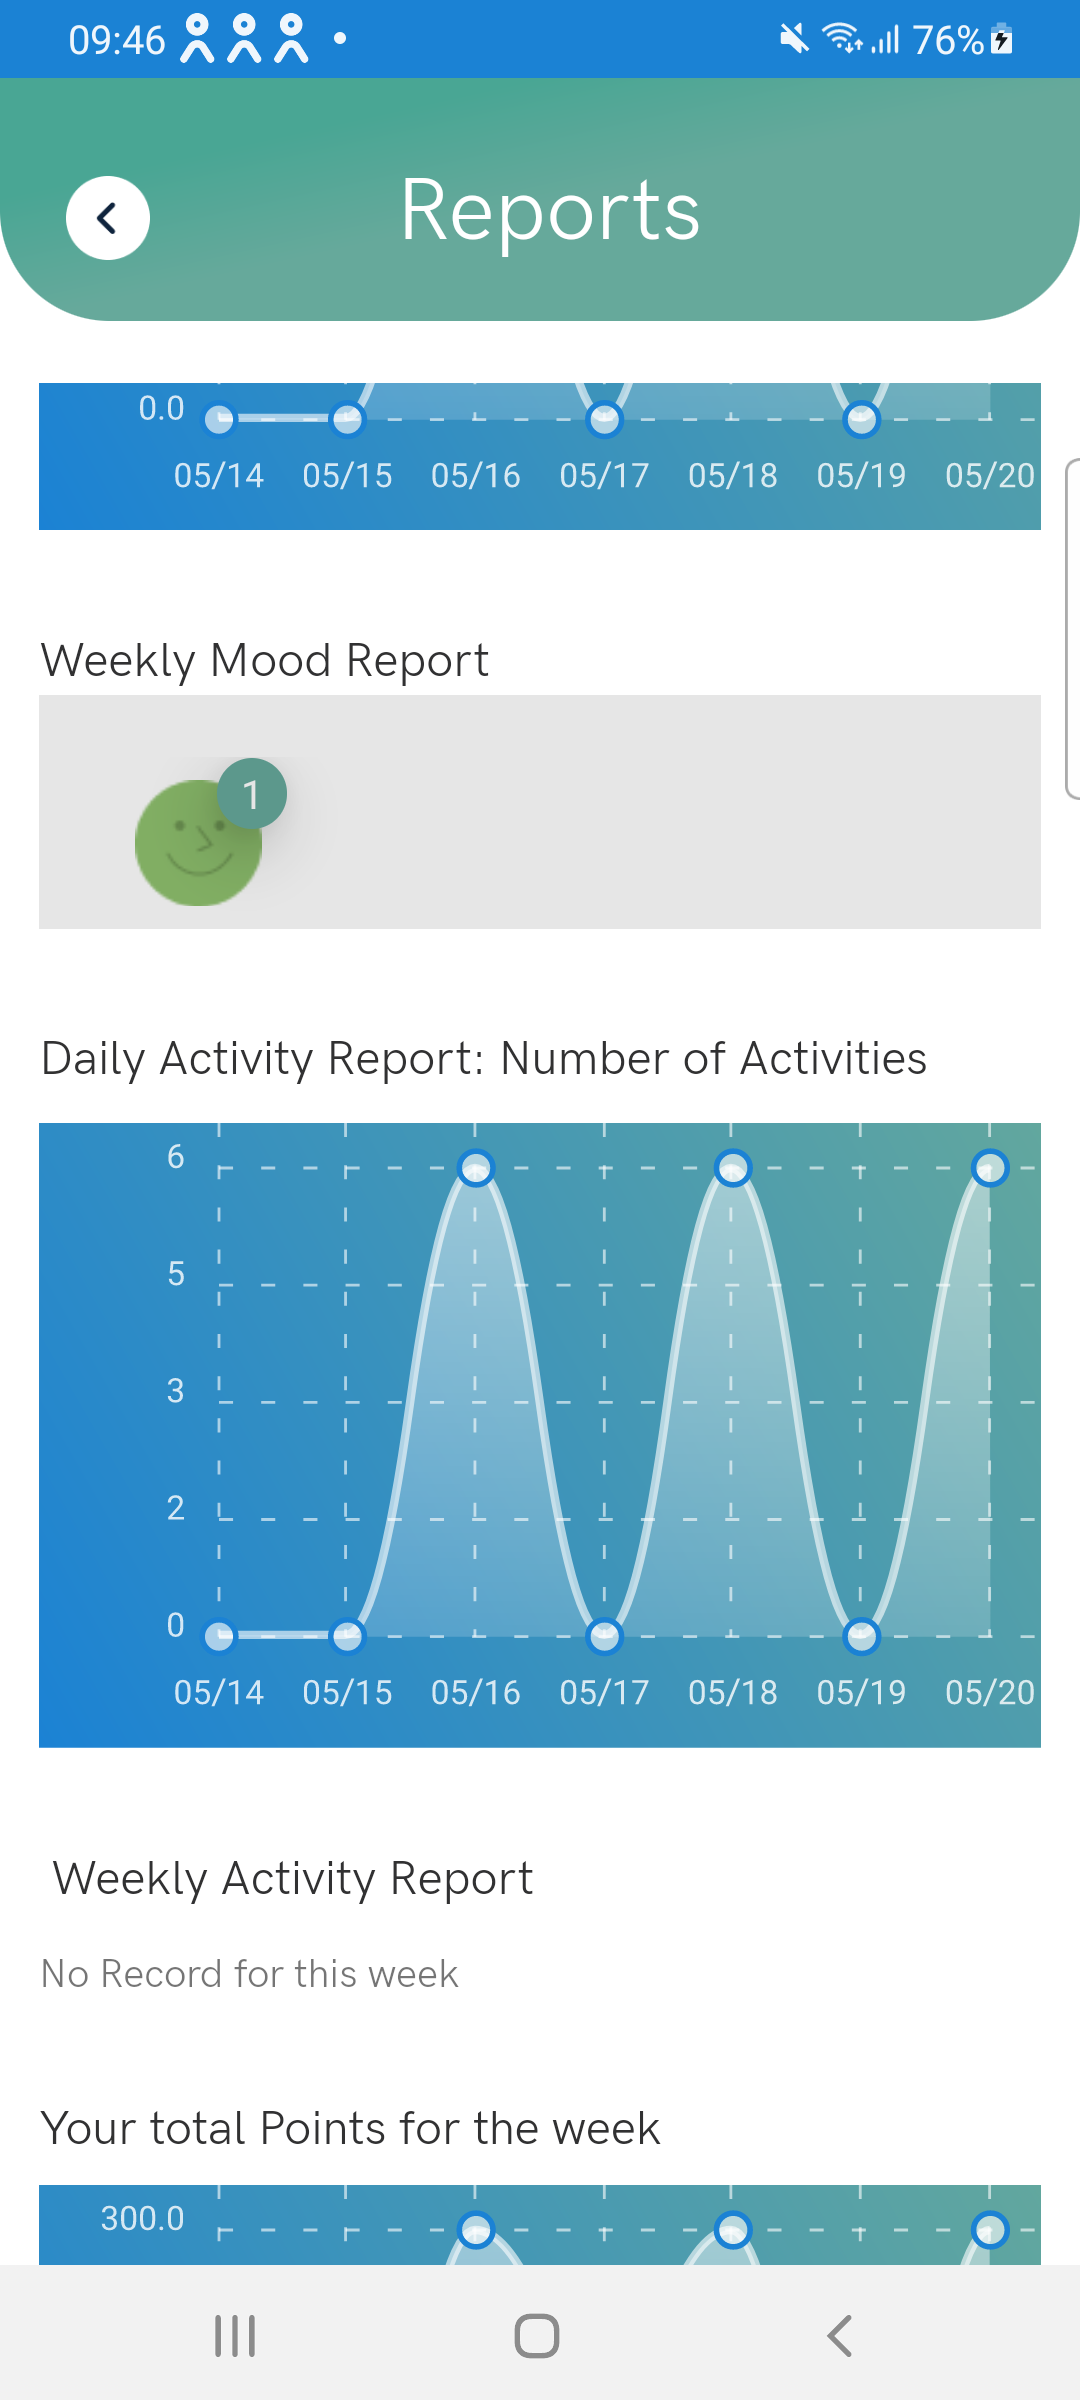 09:46 76%
Reports
0.0
05/14 05/15 05/16 05/17 05/18 05/19 05/20
Weekly Mood Report
1
Daily Activity Report: Number of Activities
6
5
3
2
0
05/14 05/15 05/16 05/17 05/18 05/19 05/20
Weekly Activity Report
No Record for this week
Your total Points for the week
300.0